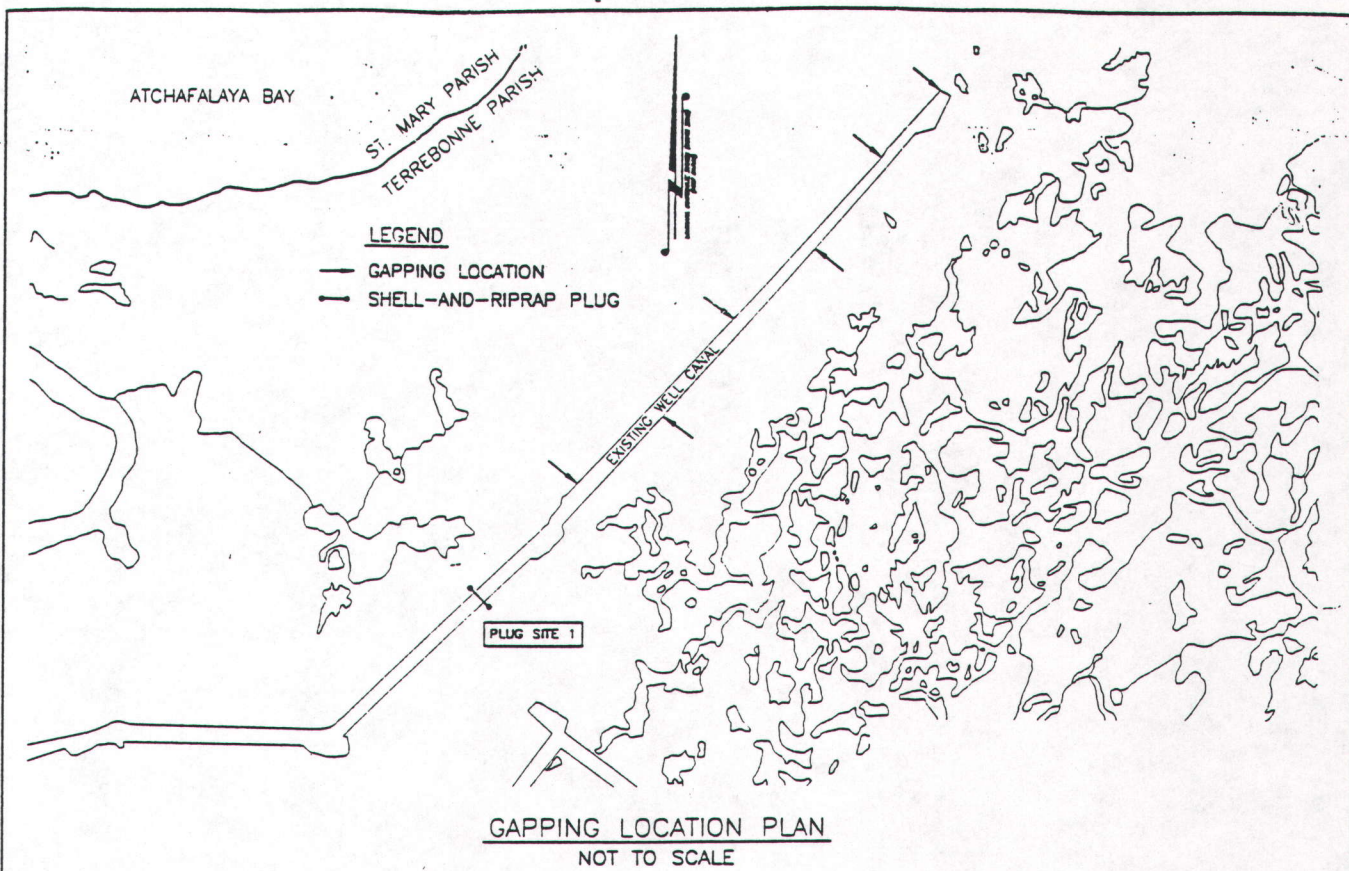 ATCHAFALAYA BAY
ST. MARY PARISH
TERREBONNE PARISH
LEGEND
GAPPING LOCATION
SHELL-AND-RIPRAP PLUG
EXISTING WELL CANAL
PLUG SITE 1
GAPPING LOCATION PLAN
NOT TO SCALE